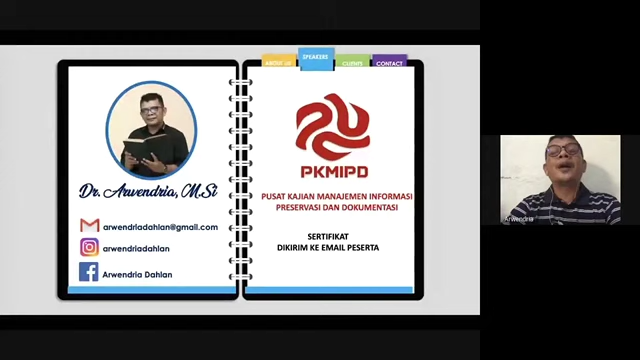 ABOUT US
SPEAKERS
CLIENTS
CONTACT
Dr. Arwendria, M.Si
arwendriadahlan@gmail.com
arwendriadahlan
Arwendria Dahlan
PKMIPD
PUSAT KAJIAN MANAJEMEN INFORMASI
PRESERVASI DAN DOKUMENTASI
SERTIFIKAT
DIKIRIM KE EMAIL PESERTA
Arwendria